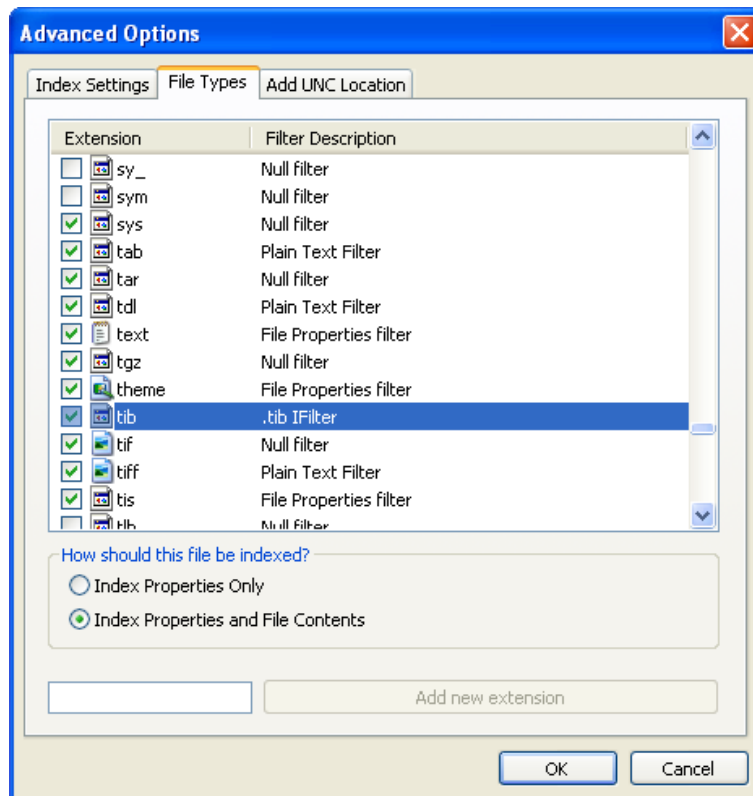 Advanced Options
Index Settings File Types Add UNC Location
Extension Filter Description
sy_ Null filter
sym Null filter
sys Null filter
tab Plain Text Filter
tar Null filter
tdl Plain Text Filter
text File Properties filter
tgz Null filter
theme File Properties filter
tib .tib IFilter
tif Null filter
tiff Plain Text Filter
tis File Properties filter
tlb Null filter
How should this file be indexed?
Index Properties Only
Index Properties and File Contents
Add new extension
OK Cancel